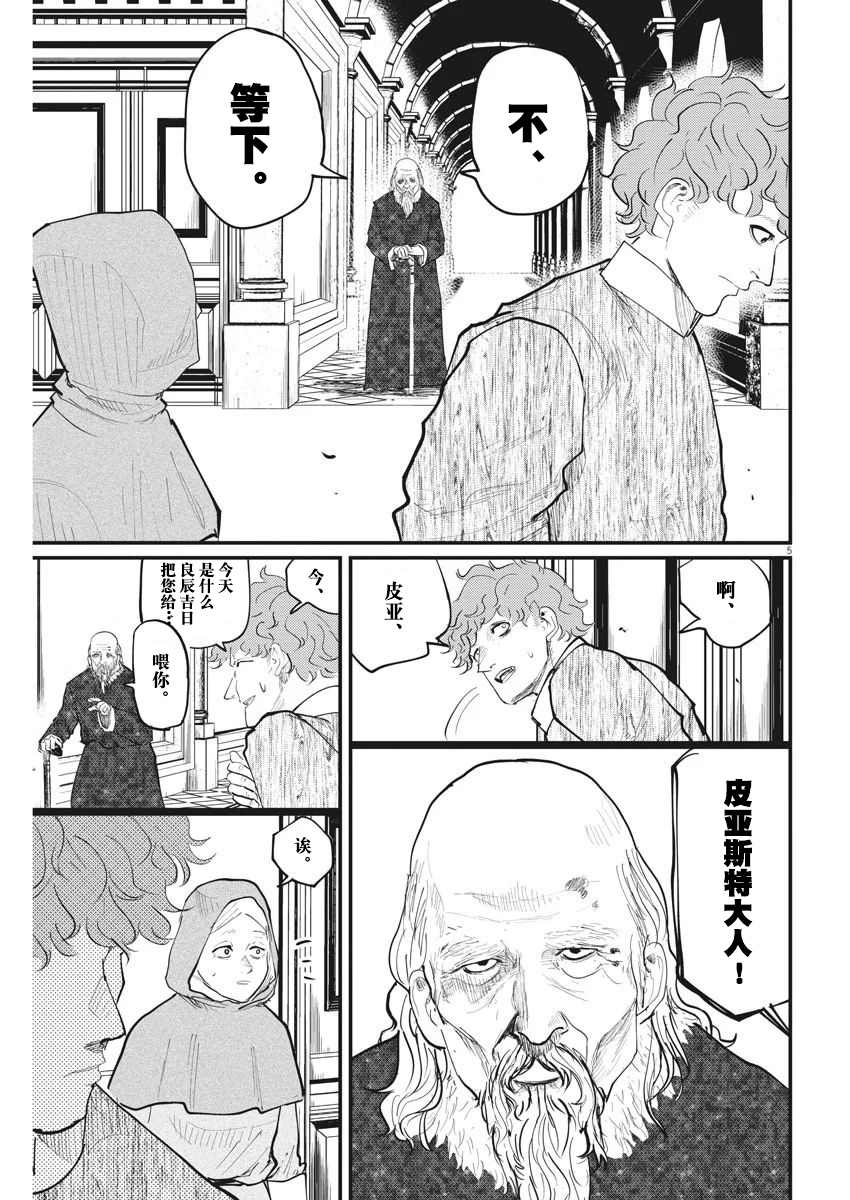 不、
等下。
5
啊、
皮亚、
皮亚斯特大人！
今、
今天
是什么
良辰吉日
把您给…
喂你。
诶。